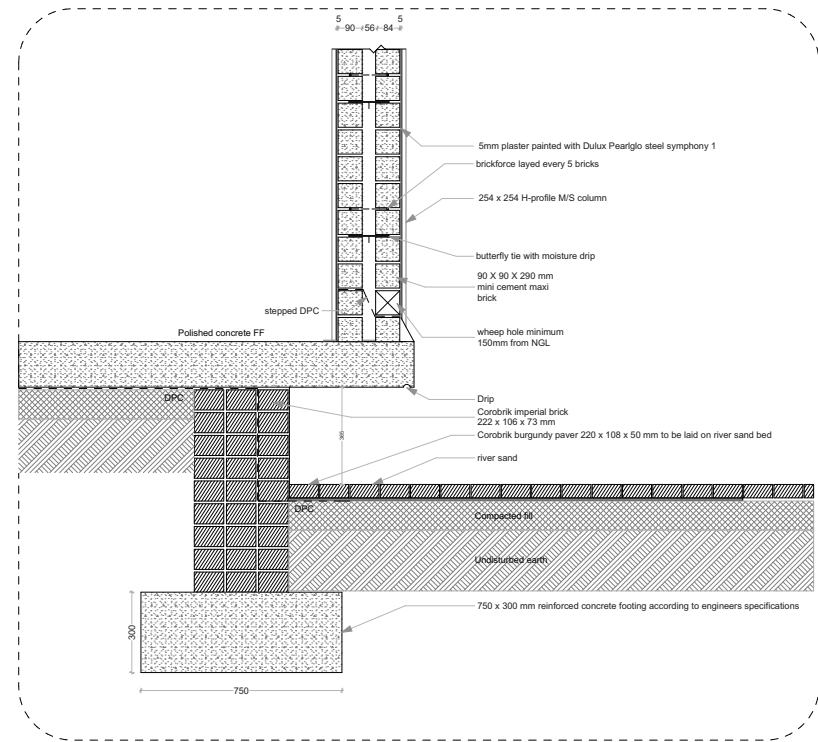 5 5
90 56 84
5mm plaster painted with Dulux Pearlglo steel symphony 1
brickforce layed every 5 bricks
254 x 254 H-profile M/S column
butterfly tie with moisture drip
90 X 90 X 290 mm
mini cement maxi
brick
stepped DPC
wheep hole minimum
150mm from NGL
Polished concrete FF
Drip
DPC
Corobrik imperial brick
222 x 106 x 73 mm
Corobrik burgundy paver 220 x 108 x 50 mm to be laid on river sand bed
365
river sand
DPC
Compacted fill
Undisturbed earth
750 x 300 mm reinforced concrete footing according to engineers specifications
300
750